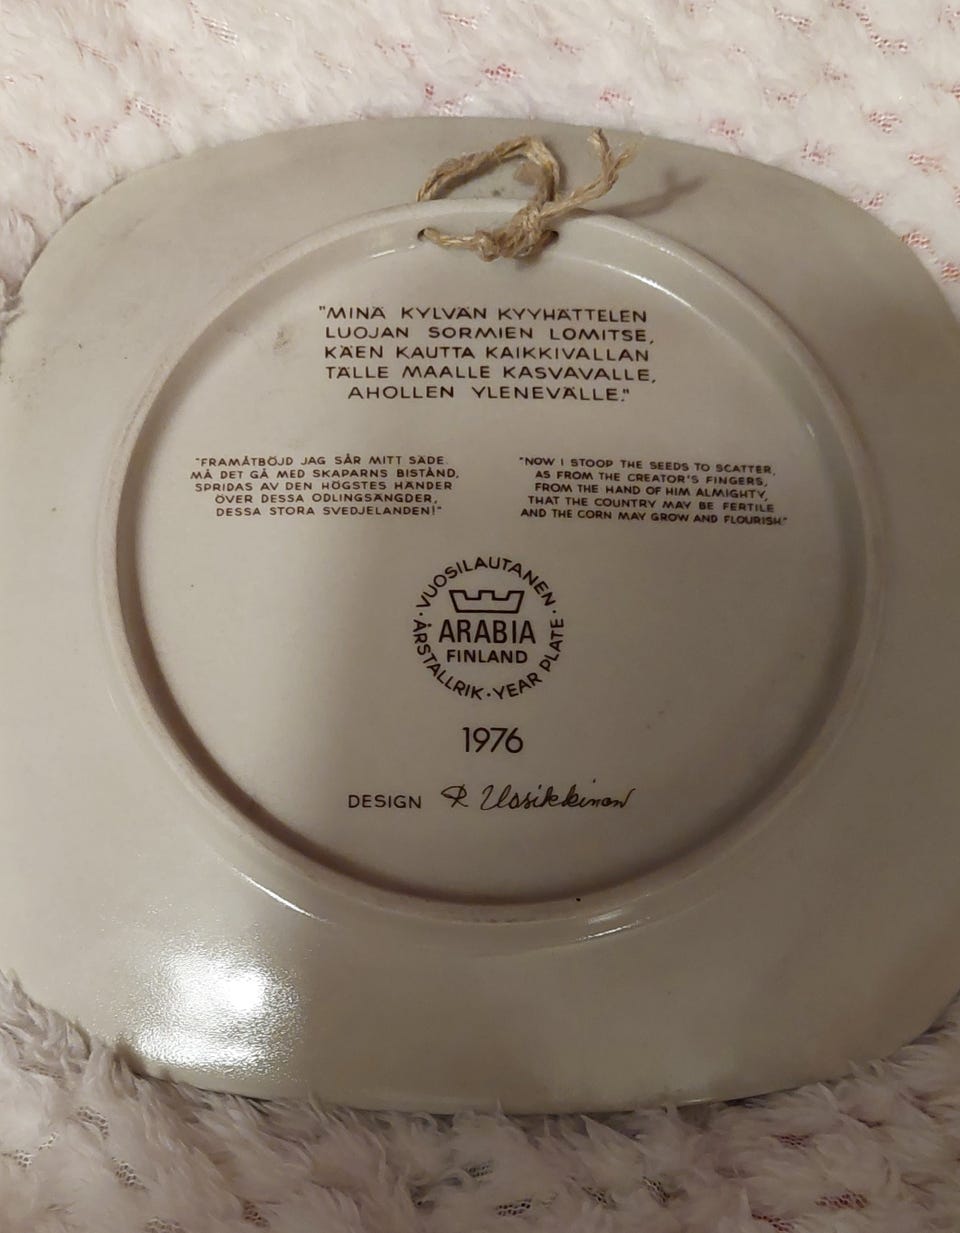 "MINÄ KYLVÄN KYYHÄTTELEN
LUOJAN SORMIEN LOMITSE,
KÄEN KAUTTA KAIKKIVALLAN
TÄLLE MAALLE KASVAVALLE,
AHOLLEN YLENEVÄLLE."
"FRAMÅTBÖJD JAG SÅR MITT SÄDE.
MÅ DET GÅ MED SKAPARNS BISTÅND,
SPRIDAS AV DEN HÖGSTES HÄNDER
ÖVER DESSA ODLINGSÄNGDER,
DESSA STORA SVEDJELANDEN!"
"NOW I STOOP THE SEEDS TO SCATTER,
AS FROM THE CREATOR'S FINGERS,
FROM THE HAND OF HIM ALMIGHTY,
THAT THE COUNTRY MAY BE FERTILE
AND THE CORN MAY GROW AND FLOURISH."
·VUOSILAUTANEN·
ARABIA
FINLAND
ÅRSTALLRIK·YEAR PLATE
1976
DESIGN R Uosikkinen